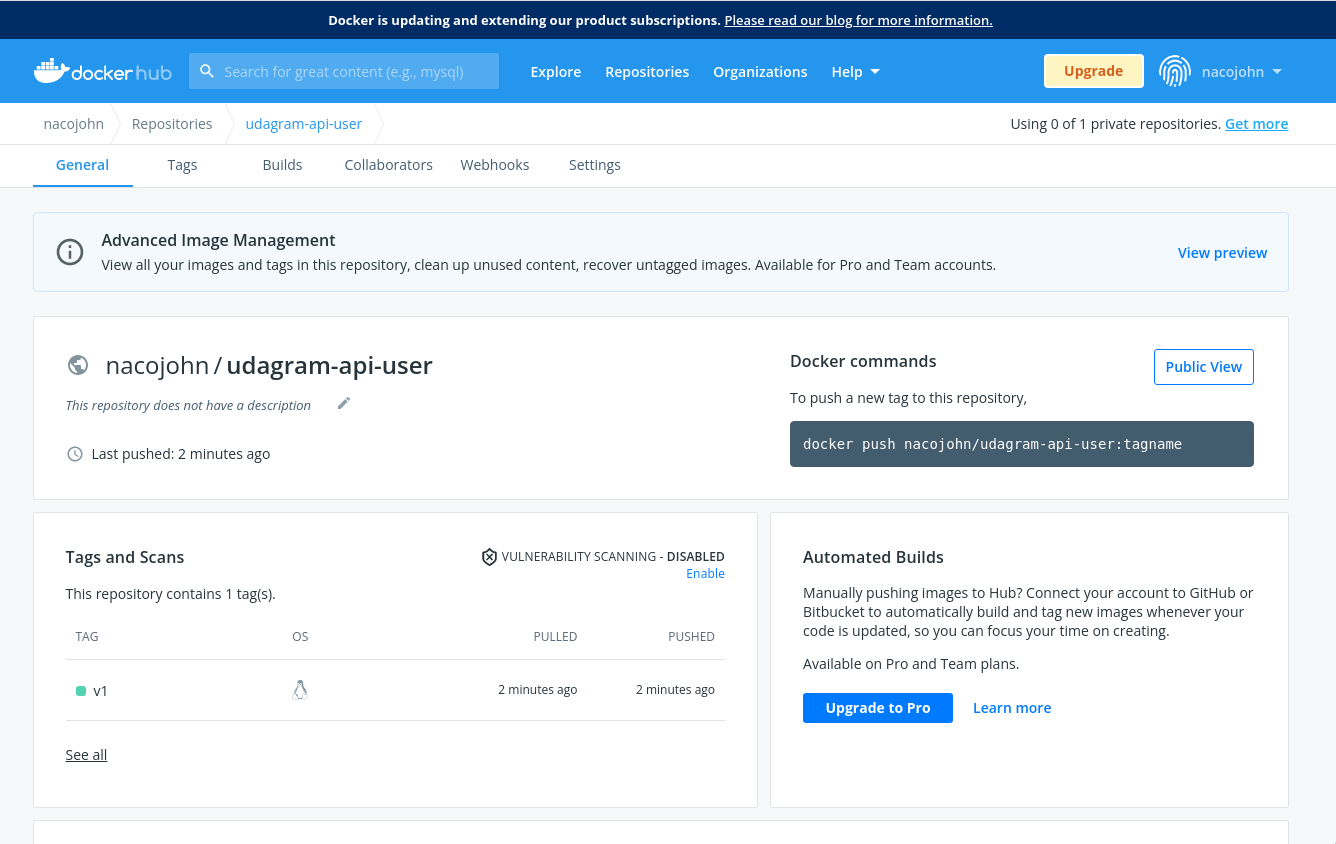 Docker is updating and extending our product subscriptions. Please read our blog for more information.
docker hub Search for great content (e.g., mysql) Explore Repositories Organizations Help Upgrade nacojohn
nacojohn Repositories udagram-api-user Using 0 of 1 private repositories. Get more
General Tags Builds Collaborators Webhooks Settings
Advanced Image Management
View all your images and tags in this repository, clean up unused content, recover untagged images. Available for Pro and Team accounts.
View preview
nacojohn / udagram-api-user
This repository does not have a description
Last pushed: 2 minutes ago
Docker commands
Public View
To push a new tag to this repository,
docker push nacojohn/udagram-api-user:tagname
Tags and Scans
VULNERABILITY SCANNING - DISABLED
Enable
This repository contains 1 tag(s).
TAG OS PULLED PUSHED
v1 2 minutes ago 2 minutes ago
See all
Automated Builds
Manually pushing images to Hub? Connect your account to GitHub or
Bitbucket to automatically build and tag new images whenever your
code is updated, so you can focus your time on creating.
Available on Pro and Team plans.
Upgrade to Pro Learn more